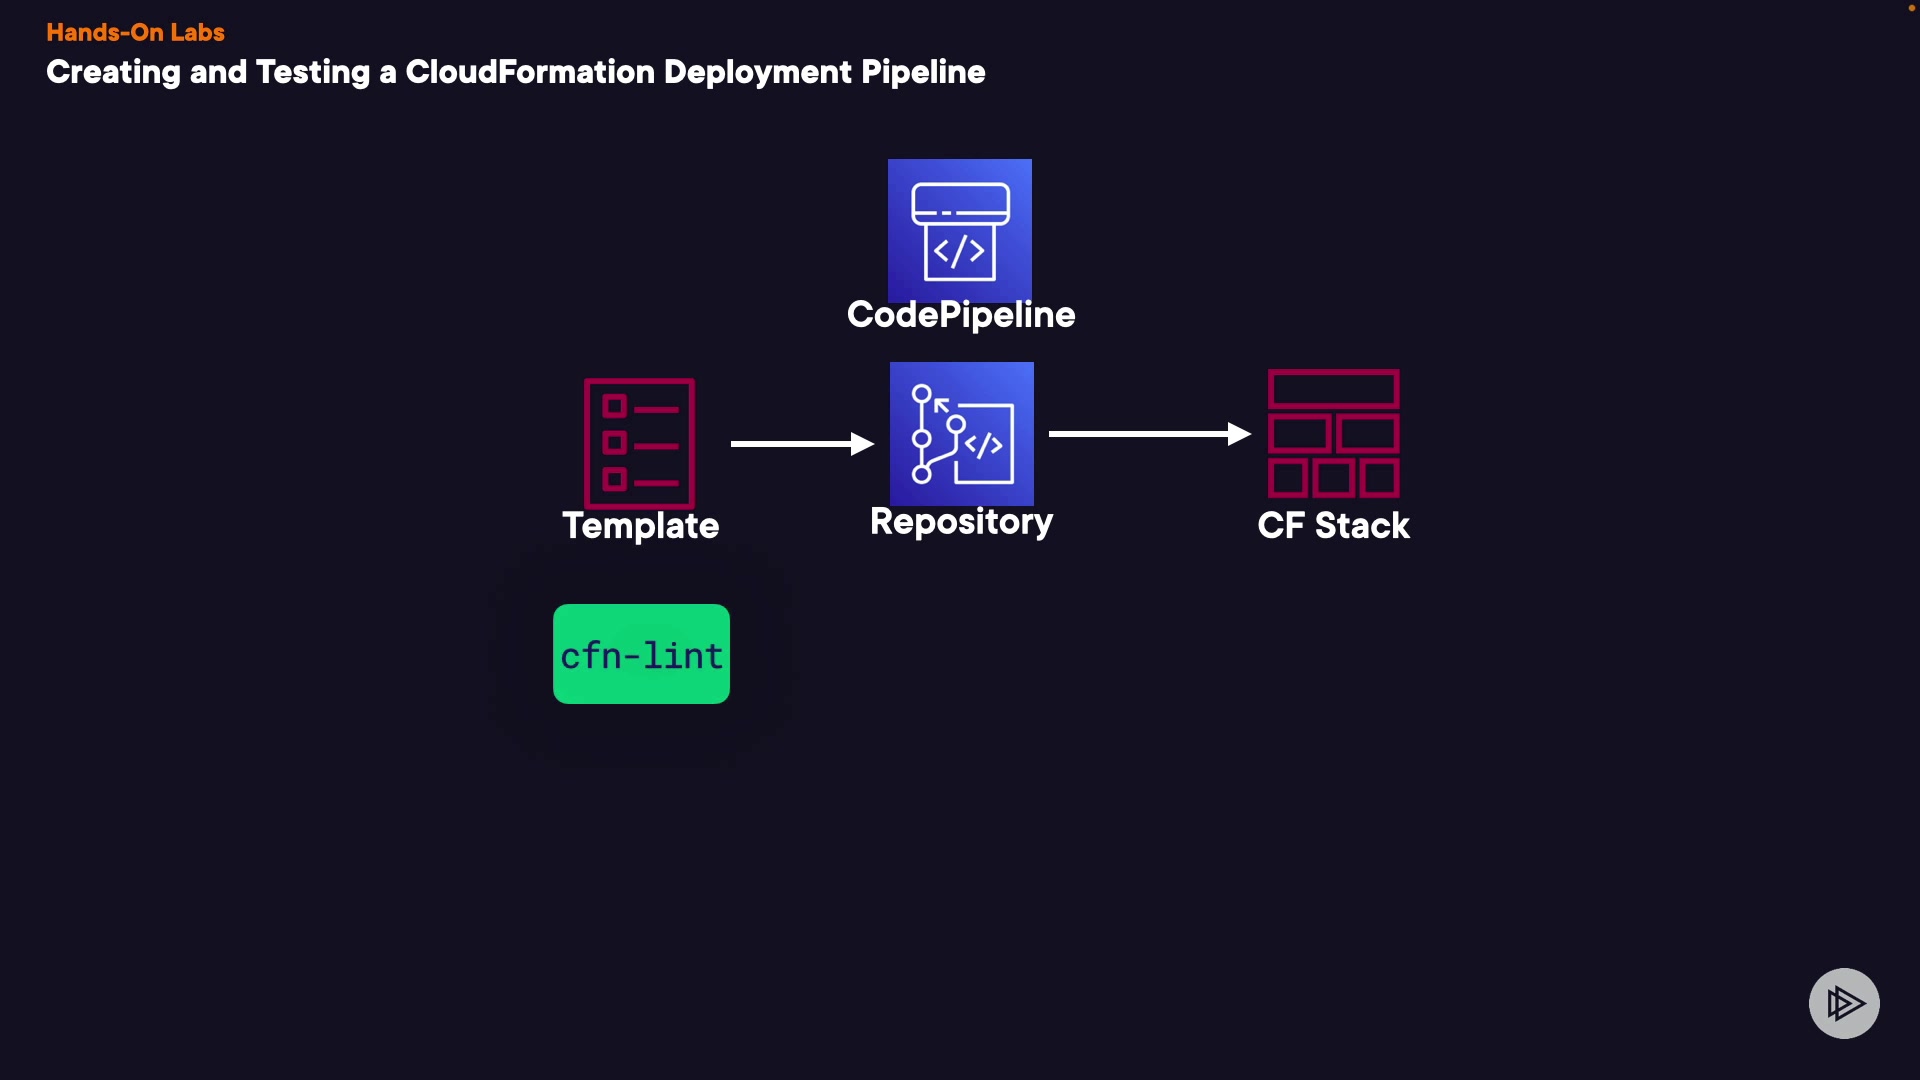 Hands-On Labs
Creating and Testing a CloudFormation Deployment Pipeline
</>
CodePipeline
</>
Template
Repository
CF Stack
cfn-lint